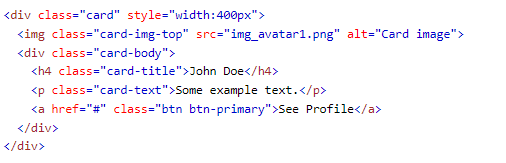 <div class="card" style="width:400px">
  <img class="card-img-top" src="img_avatar1.png" alt="Card image">
  <div class="card-body">
    <h4 class="card-title">John Doe</h4>
    <p class="card-text">Some example text.</p>
    <a href="#" class="btn btn-primary">See Profile</a>
  </div>
</div>